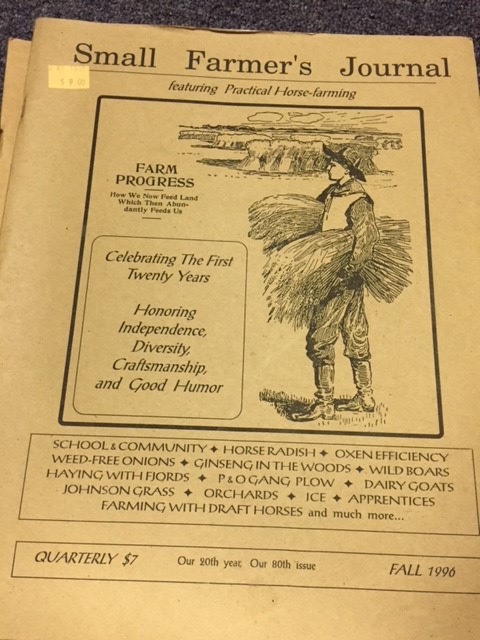 Small Farmer's Journal
featuring Practical Horse-farming
FARM
PROGRESS
How We Now Feed Land
Which Then Abun-
dantly Feeds Us
Celebrating The First
Twenty Years
Honoring
Independence,
Diversity,
Craftsmanship,
and Good Humor
SCHOOL & COMMUNITY ✦ HORSE RADISH ✦ OXEN EFFICIENCY
WEED-FREE ONIONS ✦ GINSENG IN THE WOODS ✦ WILD BOARS
HAYING WITH FJORDS ✦ P & O GANG PLOW ✦ DAIRY GOATS
JOHNSON GRASS ✦ ORCHARDS ✦ ICE ✦ APPRENTICES
FARMING WITH DRAFT HORSES and much more...
QUARTERLY $7 Our 20th year, Our 80th issue FALL 1996